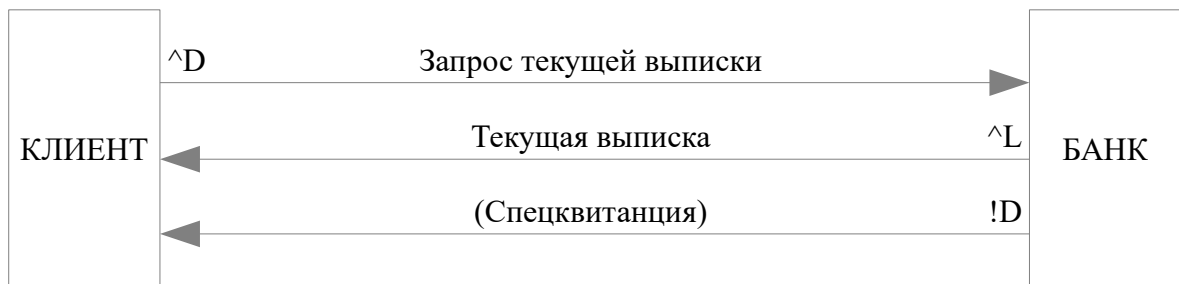 ^D Запрос текущей выписки
КЛИЕНТ
Текущая выписка ^L
БАНК
(Спецквитанция) !D